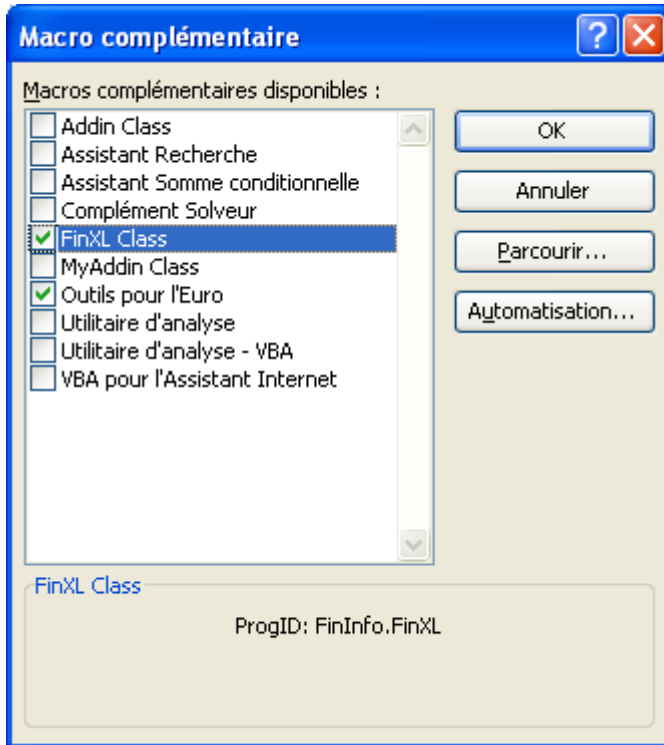 Macro complémentaire
Macros complémentaires disponibles :
Addin Class
Assistant Recherche
Assistant Somme conditionnelle
Complément Solveur
FinXL Class
MyAddin Class
Outils pour l'Euro
Utilitaire d'analyse
Utilitaire d'analyse - VBA
VBA pour l'Assistant Internet
OK
Annuler
Parcourir...
Automatisation...
FinXL Class
ProgID: FinInfo.FinXL